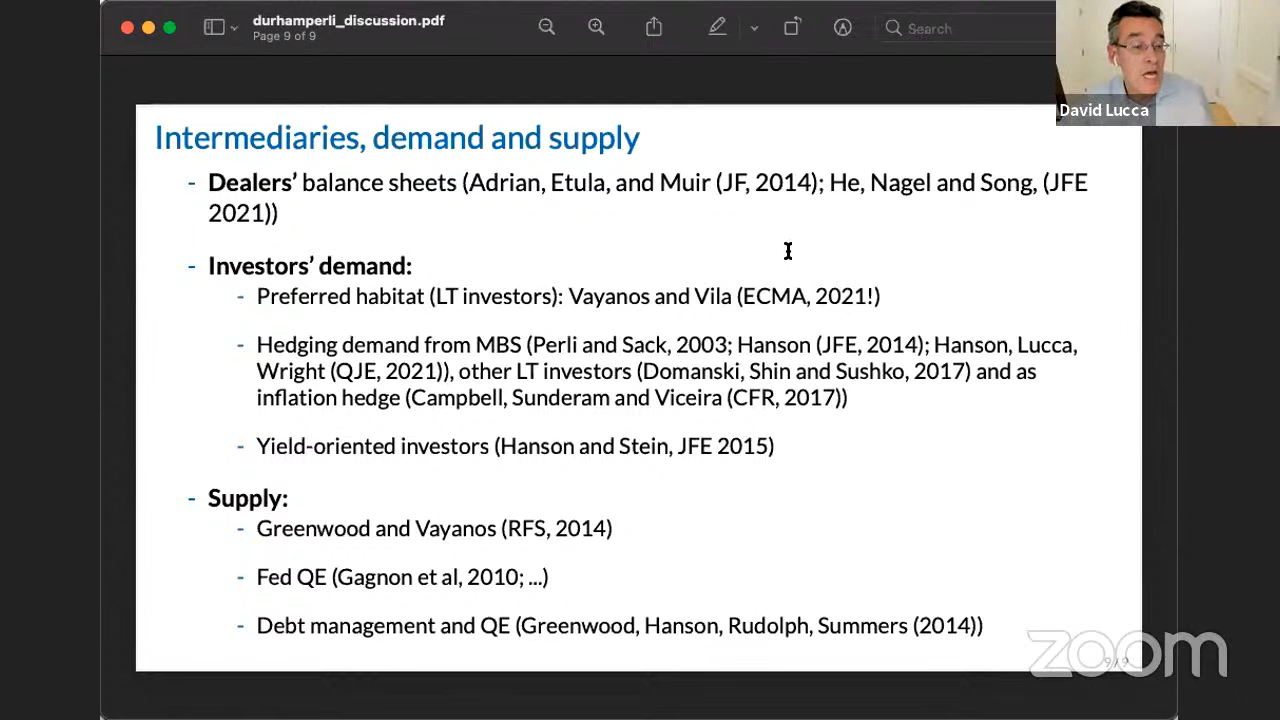 durhamperli_discussion.pdf
Page 9 of 9
Search
David Lucca
Intermediaries, demand and supply
- Dealers' balance sheets (Adrian, Etula, and Muir (JF, 2014); He, Nagel and Song, (JFE
2021))
- Investors' demand:
- Preferred habitat (LT investors): Vayanos and Vila (ECMA, 2021!)
- Hedging demand from MBS (Perli and Sack, 2003; Hanson (JFE, 2014); Hanson, Lucca,
Wright (QJE, 2021)), other LT investors (Domanski, Shin and Sushko, 2017) and as
inflation hedge (Campbell, Sunderam and Viceira (CFR, 2017))
- Yield-oriented investors (Hanson and Stein, JFE 2015)
- Supply:
- Greenwood and Vayanos (RFS, 2014)
- Fed QE (Gagnon et al, 2010; ...)
- Debt management and QE (Greenwood, Hanson, Rudolph, Summers (2014))
zoom
9 / 9